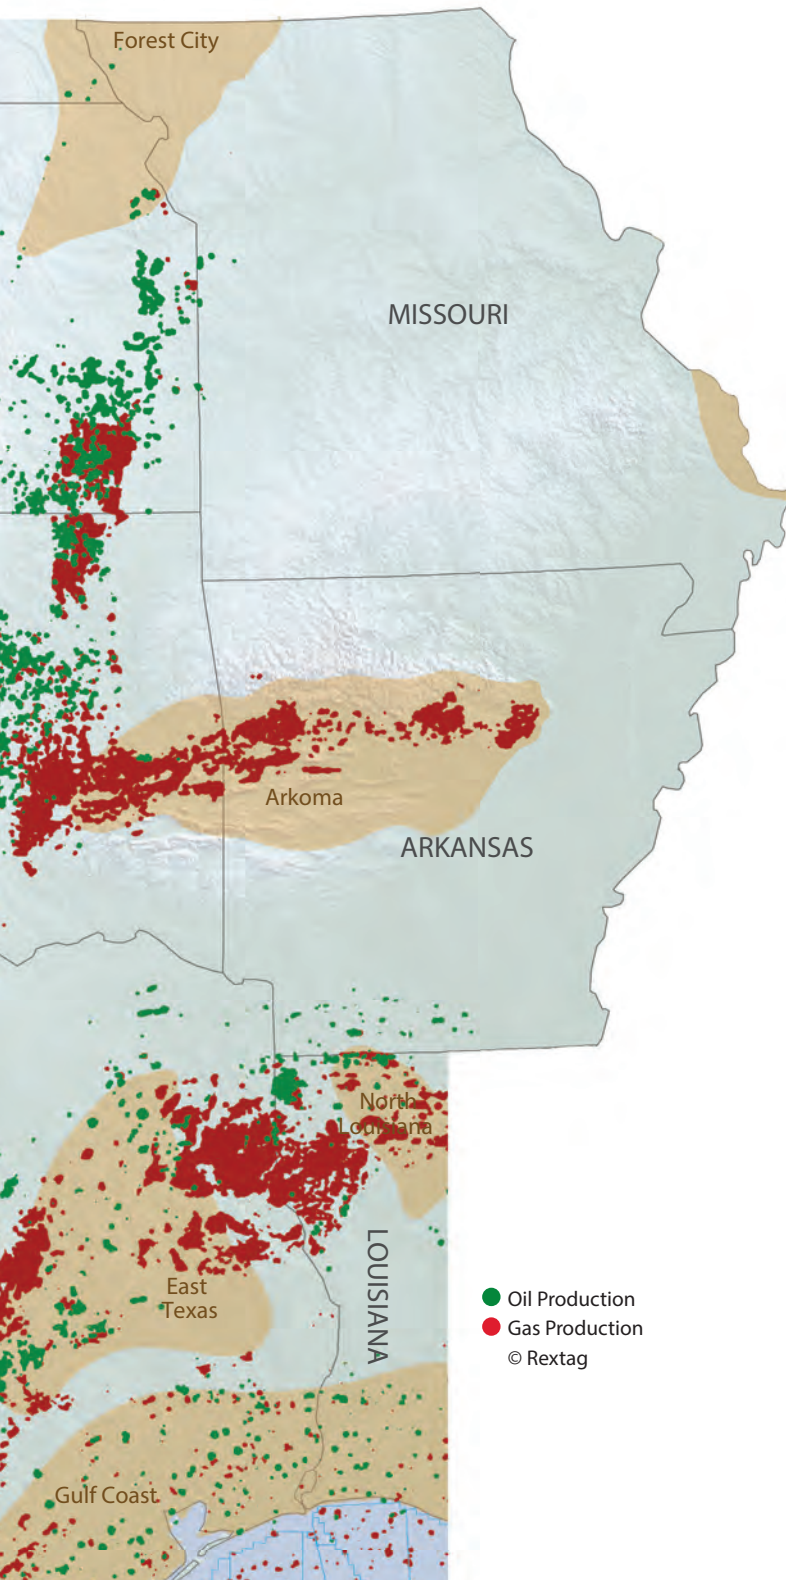 Forest City
MISSOURI
Arkoma
ARKANSAS
North
Louisiana
LOUISIANA
East
Texas
Oil Production
Gas Production
© Rextag
Gulf Coast